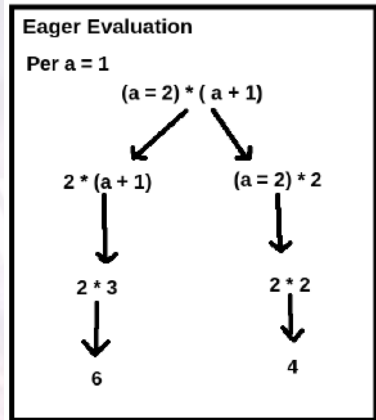 Eager Evaluation
Per a = 1
(a = 2) * ( a + 1)
2 * (a + 1) (a = 2) * 2
2 * 3 2 * 2
6 4